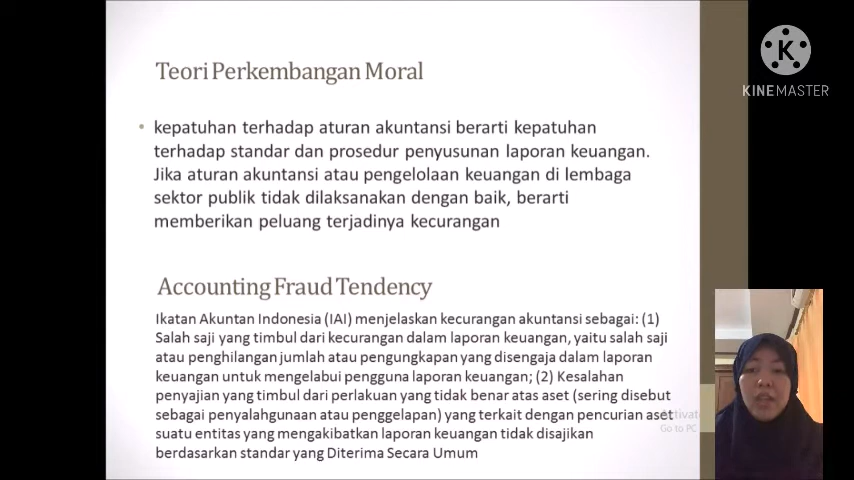 Teori Perkembangan Moral
• kepatuhan terhadap aturan akuntansi berarti kepatuhan
terhadap standar dan prosedur penyusunan laporan keuangan.
Jika aturan akuntansi atau pengelolaan keuangan di lembaga
sektor publik tidak dilaksanakan dengan baik, berarti
memberikan peluang terjadinya kecurangan
Accounting Fraud Tendency
Ikatan Akuntan Indonesia (IAI) menjelaskan kecurangan akuntansi sebagai: (1)
Salah saji yang timbul dari kecurangan dalam laporan keuangan, yaitu salah saji
atau penghilangan jumlah atau pengungkapan yang disengaja dalam laporan
keuangan untuk mengelabui pengguna laporan keuangan; (2) Kesalahan
penyajian yang timbul dari perlakuan yang tidak benar atas aset (sering disebut
sebagai penyalahgunaan atau penggelapan) yang terkait dengan pencurian aset
suatu entitas yang mengakibatkan laporan keuangan tidak disajikan
berdasarkan standar yang Diterima Secara Umum
Go to PC
K
KINEMASTER